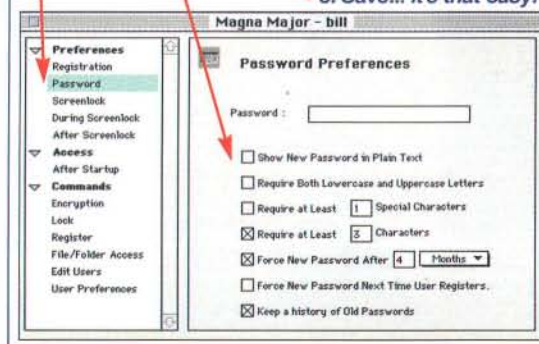 3. Save... it's that easy!
Magna Major - bill
Preferences
Registration
Password
Screenlock
During Screenlock
After Screenlock
Access
After Startup
Commands
Encryption
Lock
Register
File/Folder Access
Edit Users
User Preferences
Password Preferences
Password :
Show New Password in Plain Text
Require Both Lowercase and Uppercase Letters
Require at Least 1 Special Characters
Require at Least 3 Characters
Force New Password After 4 Months
Force New Password Next Time User Registers.
Keep a history of Old Passwords